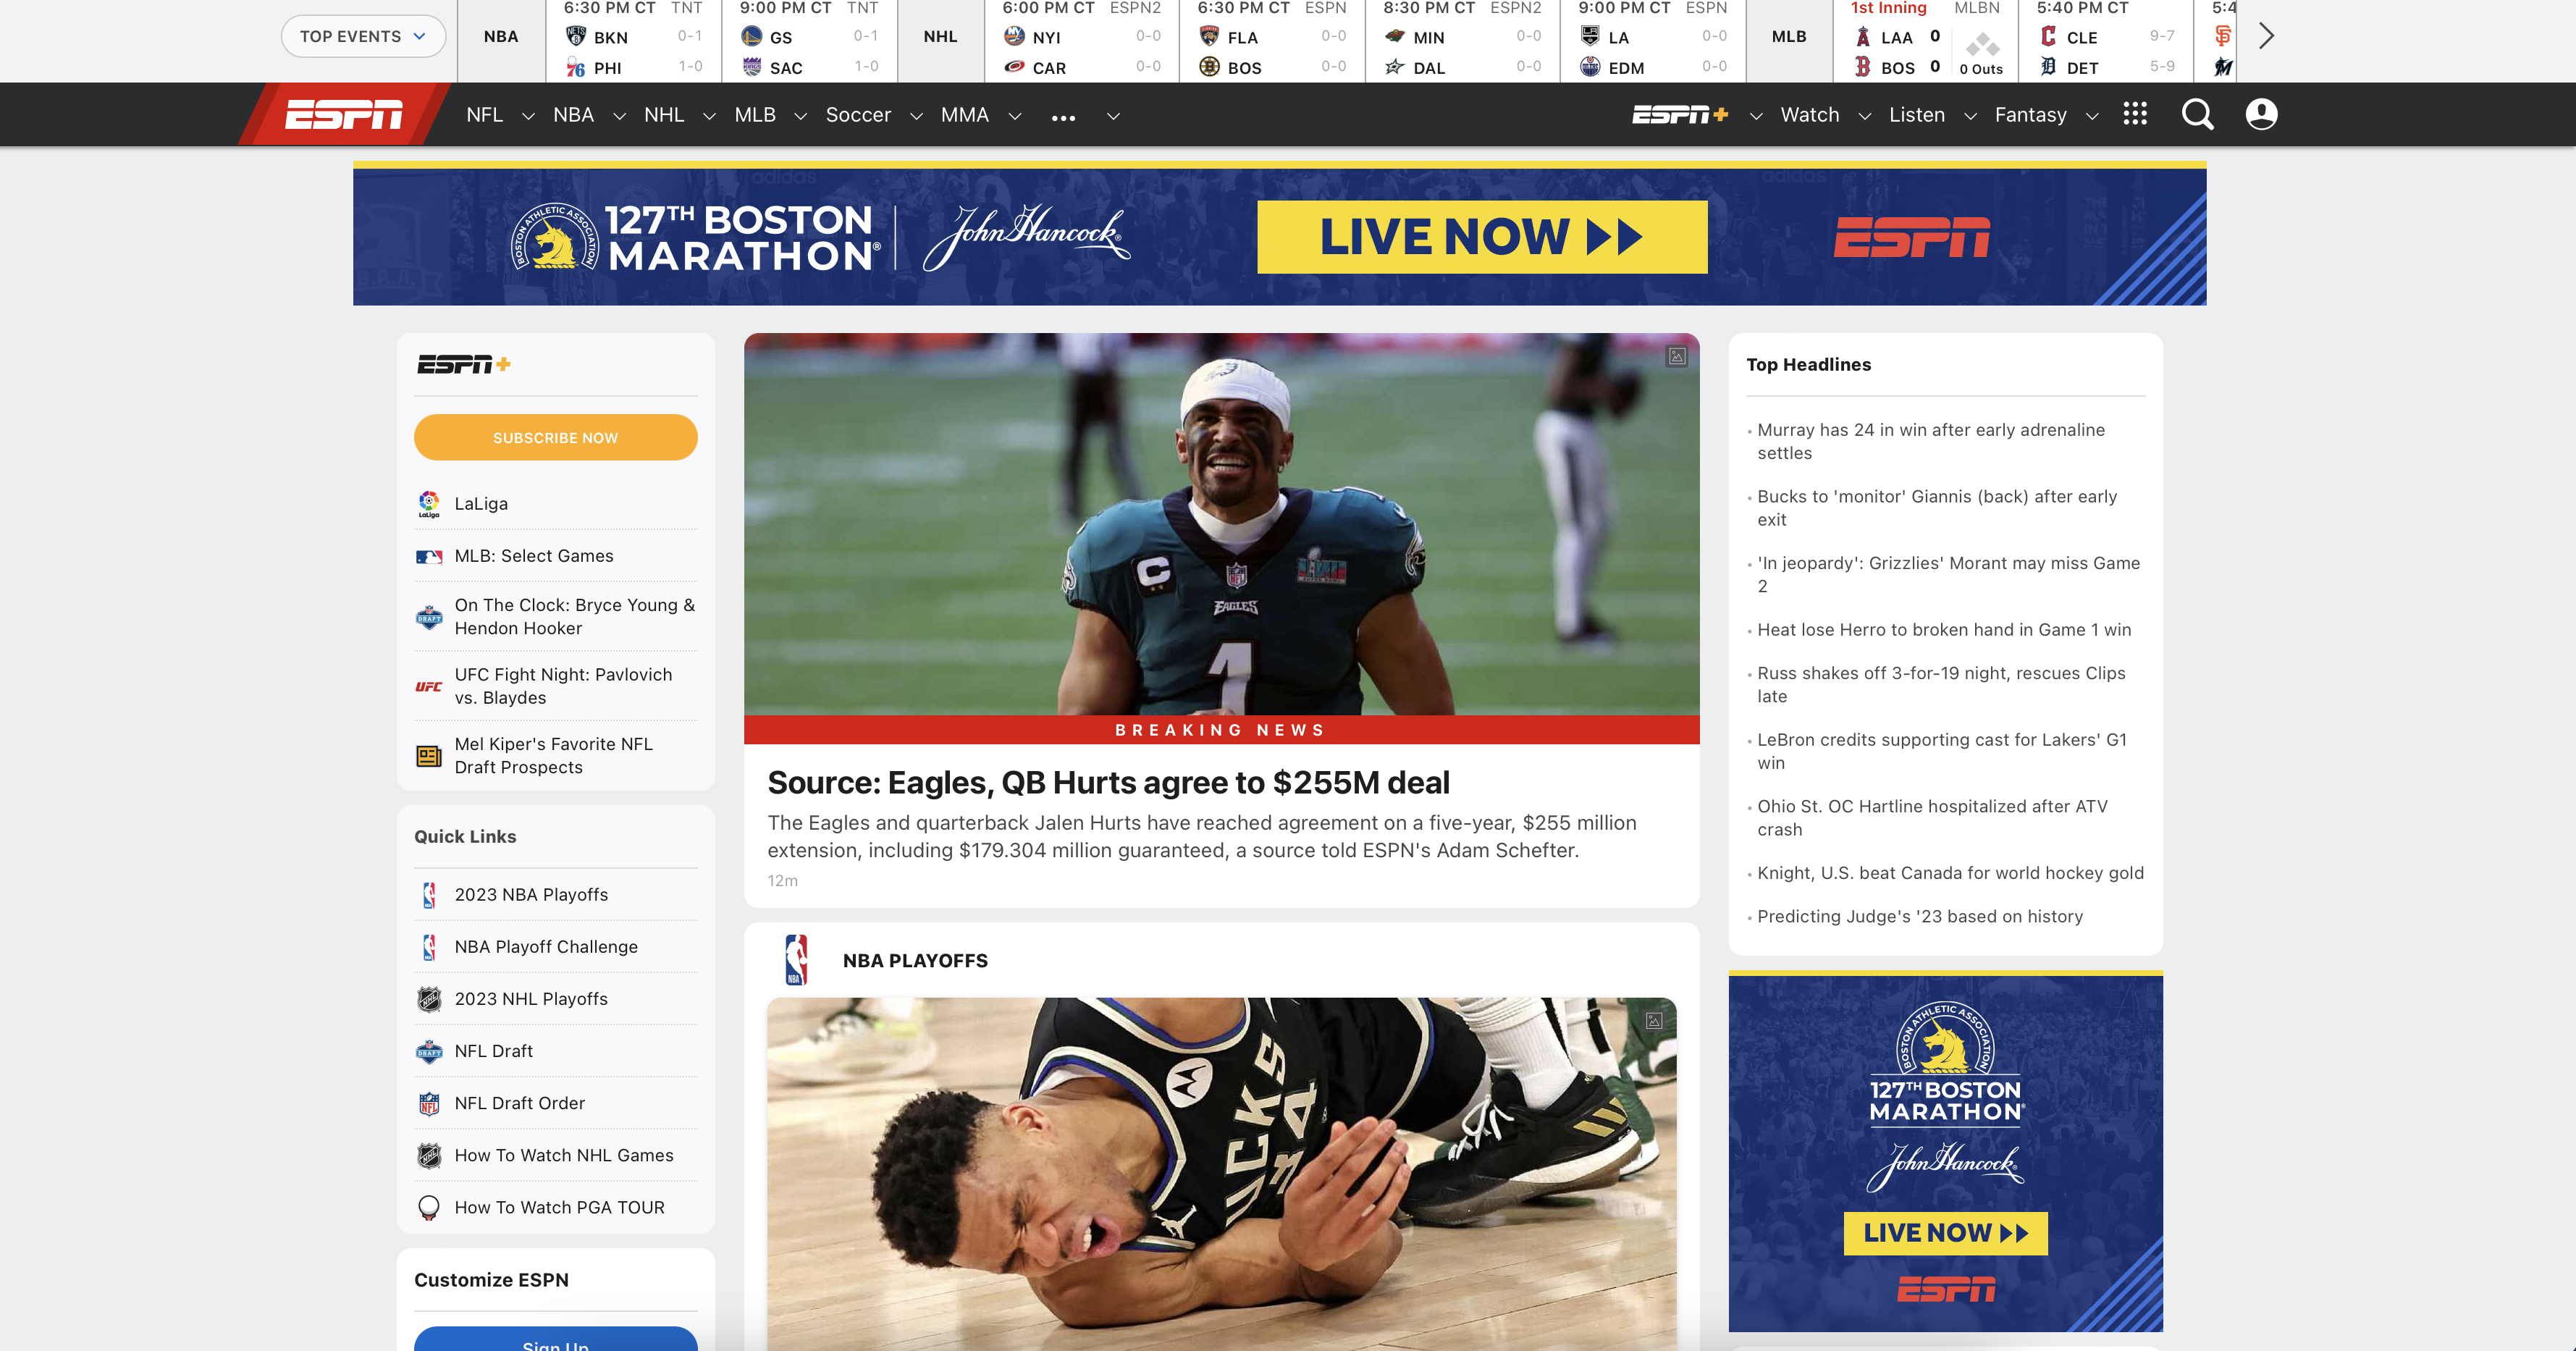 TOP EVENTS
NBA
6:30 PM CT TNT
BKN 0-1
PHI 1-0
9:00 PM CT TNT
GS 0-1
SAC 1-0
NHL
6:00 PM CT ESPN2
NYI 0-0
CAR 0-0
6:30 PM CT ESPN
FLA 0-0
BOS 0-0
8:30 PM CT ESPN2
MIN 0-0
DAL 0-0
9:00 PM CT ESPN
LA 0-0
EDM 0-0
MLB
1st Inning MLBN
LAA 0
BOS 0 0 Outs
5:40 PM CT
CLE 9-7
DET 5-9
5:4
ESPN NFL NBA NHL MLB Soccer MMA ... ESPN+ Watch Listen Fantasy
BOSTON ATHLETIC ASSOCIATION
127TH BOSTON
MARATHON®
John Hancock®
LIVE NOW
ESPN
ESPN+
SUBSCRIBE NOW
LaLiga
MLB: Select Games
On The Clock: Bryce Young &
Hendon Hooker
UFC Fight Night: Pavlovich
vs. Blaydes
Mel Kiper's Favorite NFL
Draft Prospects
Quick Links
2023 NBA Playoffs
NBA Playoff Challenge
2023 NHL Playoffs
NFL Draft
NFL Draft Order
How To Watch NHL Games
How To Watch PGA TOUR
Customize ESPN
Sign Up
C
NFL
EAGLES
1
BREAKING NEWS
Source: Eagles, QB Hurts agree to $255M deal
The Eagles and quarterback Jalen Hurts have reached agreement on a five-year, $255 million
extension, including $179.304 million guaranteed, a source told ESPN's Adam Schefter.
12m
NBA PLAYOFFS
BUCKS
34
Top Headlines
Murray has 24 in win after early adrenaline
settles
Bucks to 'monitor' Giannis (back) after early
exit
'In jeopardy': Grizzlies' Morant may miss Game
2
Heat lose Herro to broken hand in Game 1 win
Russ shakes off 3-for-19 night, rescues Clips
late
LeBron credits supporting cast for Lakers' G1
win
Ohio St. OC Hartline hospitalized after ATV
crash
Knight, U.S. beat Canada for world hockey gold
Predicting Judge's '23 based on history
BOSTON ATHLETIC ASSOCIATION
127TH BOSTON
MARATHON®
John Hancock®
LIVE NOW
ESPN